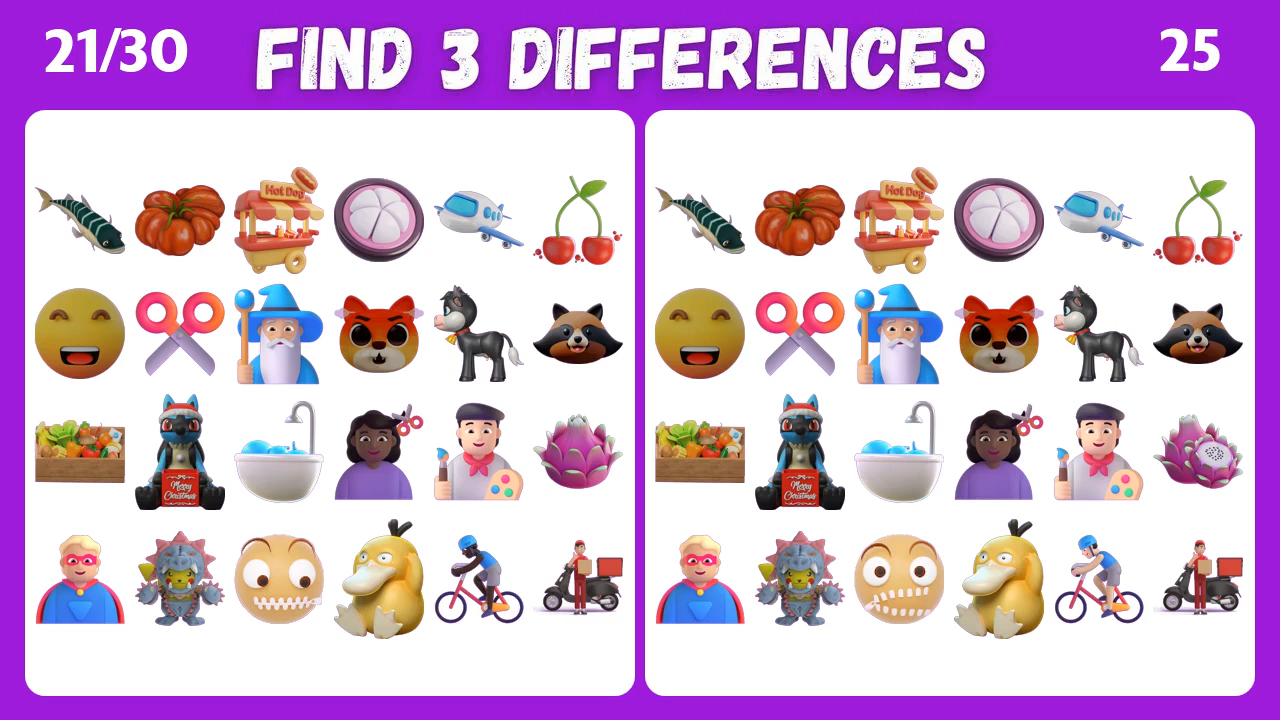 21/30
FIND 3 DIFFERENCES
25
Hot Dog
Hot Dog
Merry
Christmas
Merry
Christmas